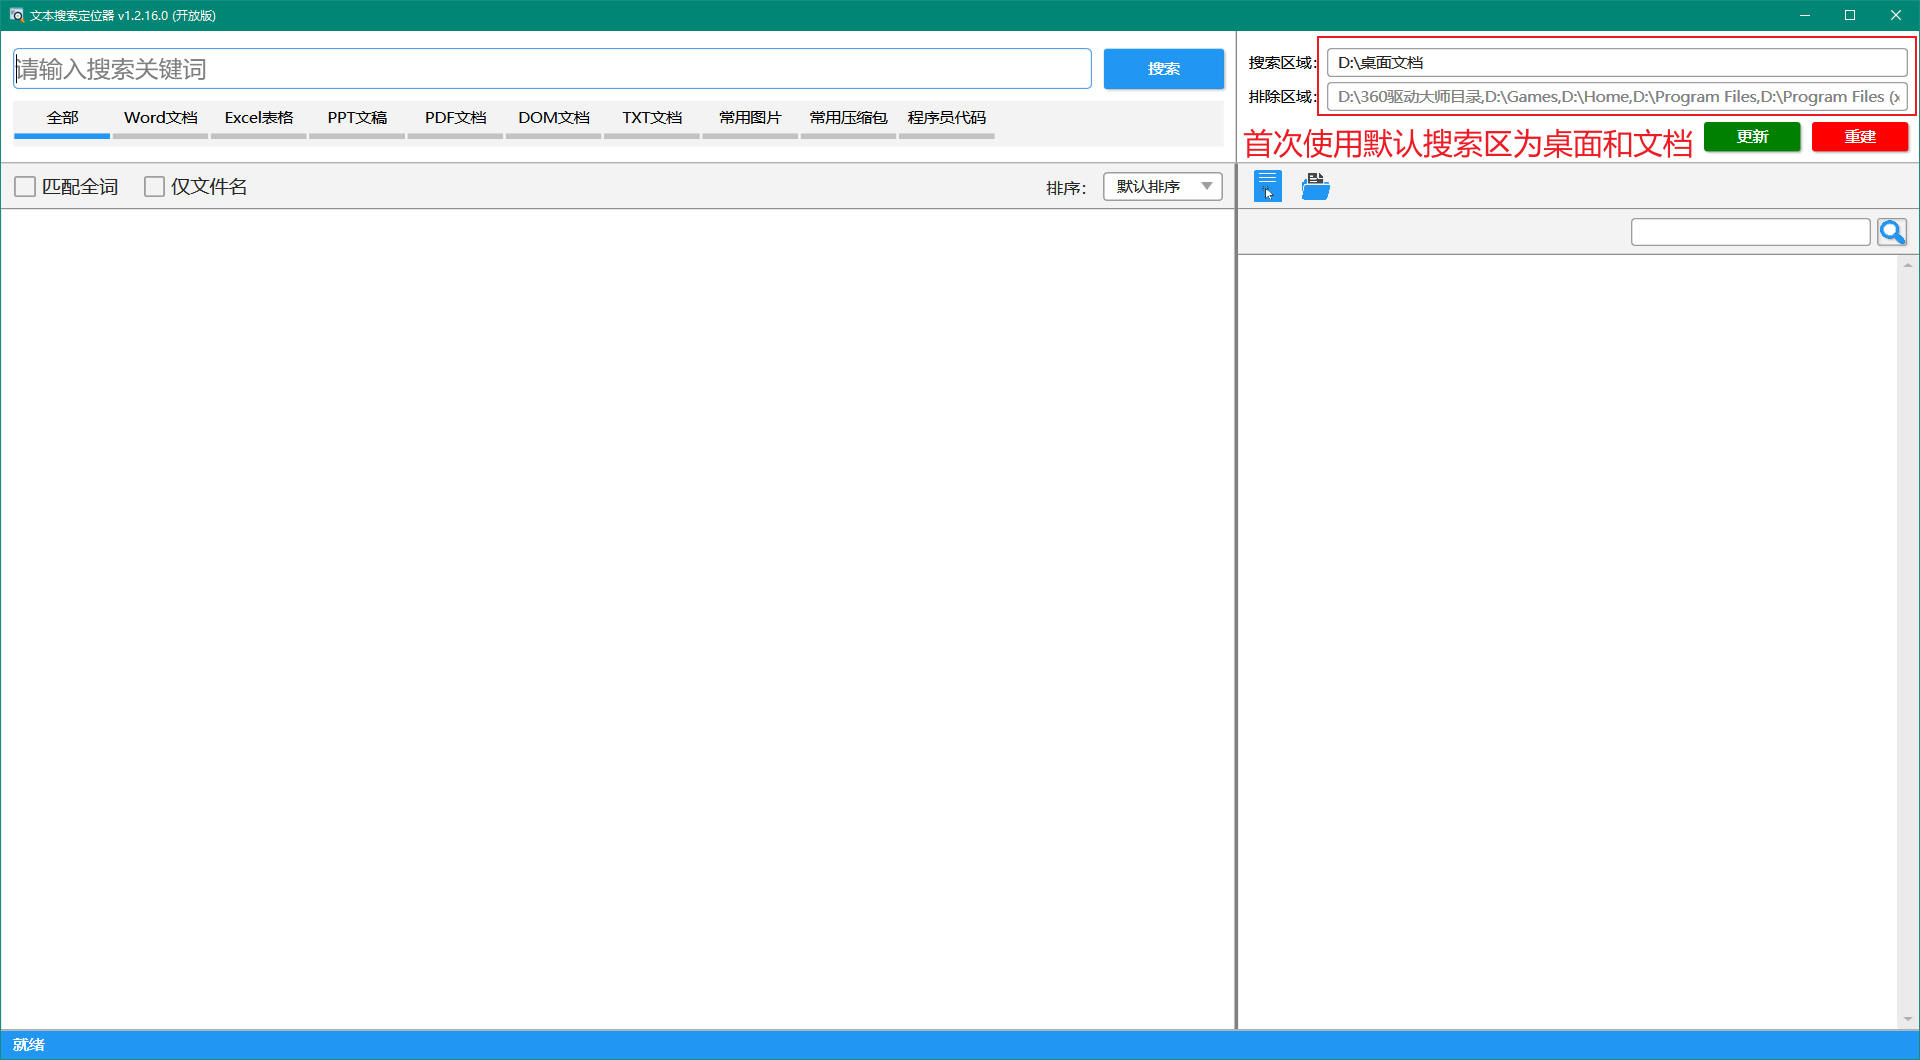 文本搜索定位器 v1.2.16.0 (开放版)
请输入搜索关键词
搜索
全部 Word文档 Excel表格 PPT文稿 PDF文档 DOM文档 TXT文档 常用图片 常用压缩包 程序员代码
搜索区域: D:\桌面文档
排除区域: D:\360驱动大师目录,D:\Games,D:\Home,D:\Program Files,D:\Program Files (x
首次使用默认搜索区为桌面和文档
更新 重建
匹配全词 仅文件名
排序: 默认排序
就绪